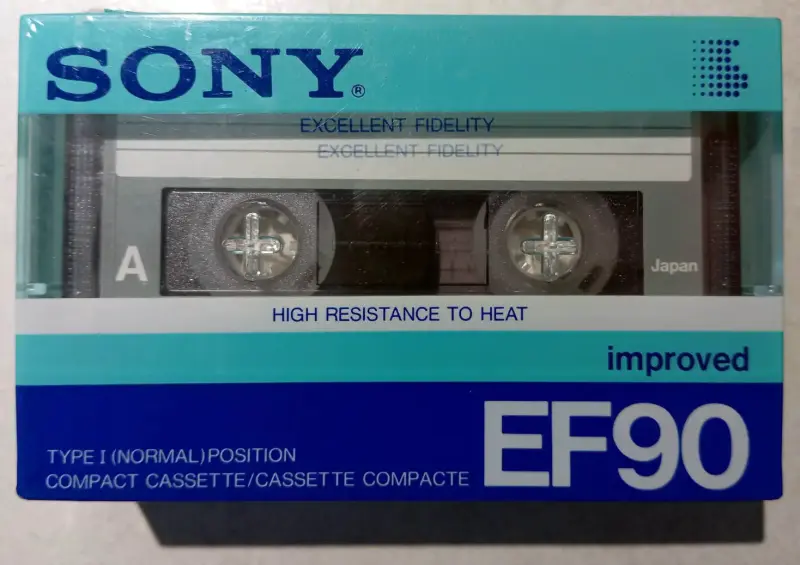 SONY®
EXCELLENT FIDELITY
EXCELLENT FIDELITY
A
Japan
HIGH RESISTANCE TO HEAT
improved
EF90
TYPE I (NORMAL) POSITION
COMPACT CASSETTE/CASSETTE COMPACTE